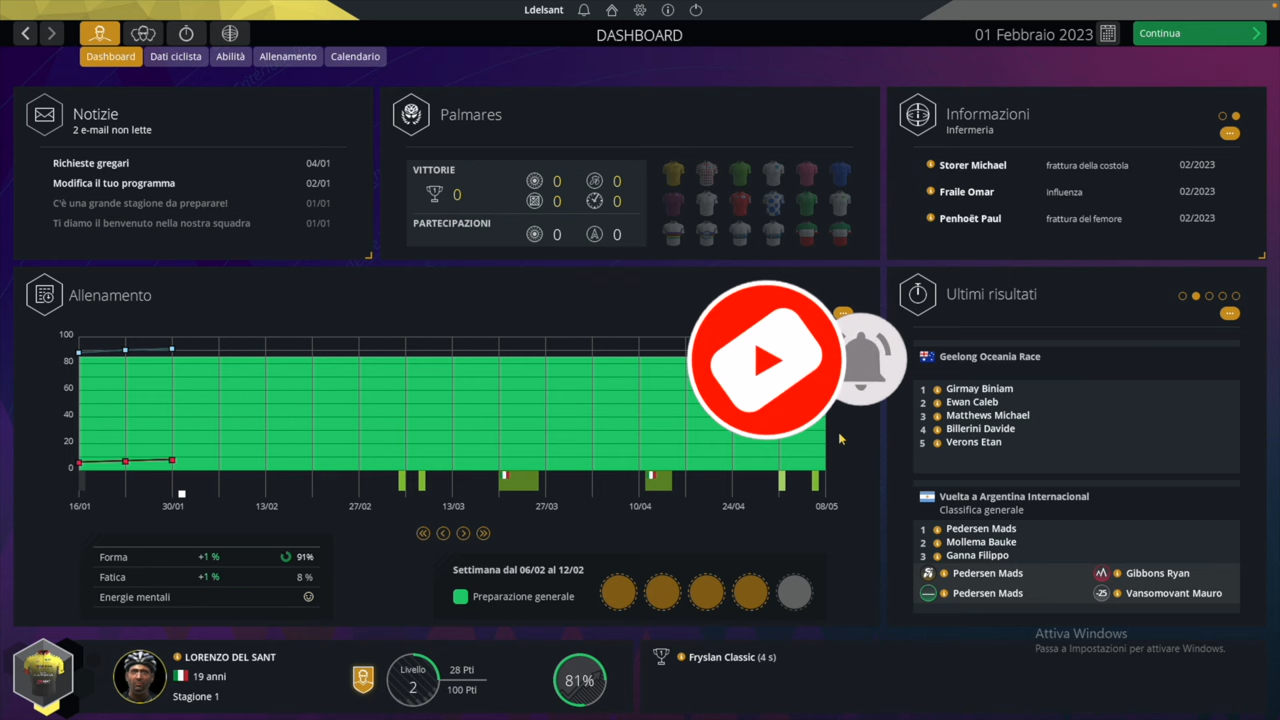 Ldelsant
DASHBOARD
01 Febbraio 2023
Continua
Dashboard
Dati ciclista
Abilità
Allenamento
Calendario
Notizie
2 e-mail non lette
Richieste gregari 04/01
Modifica il tuo programma 02/01
C'è una grande stagione da preparare! 01/01
Ti diamo il benvenuto nella nostra squadra 01/01
Palmares
VITTORIE
0 0 0
0 0
PARTECIPAZIONI
0 0
Informazioni
Infermeria
Storer Michael frattura della costola 02/2023
Fraile Omar Influenza 02/2023
Penhoët Paul frattura del femore 02/2023
Allenamento
100
80
60
40
20
0
16/01 30/01 13/02 27/02 13/03 27/03 10/04 24/04 08/05
Forma +1 % 91%
Fatica +1 % 8 %
Energie mentali
Settimana dal 06/02 al 12/02
Preparazione generale
Ultimi risultati
Geelong Oceania Race
1 Girmay Biniam
2 Ewan Caleb
3 Matthews Michael
4 Billerini Davide
5 Verons Etan
Vuelta a Argentina Internacional
Classifica generale
1 Pedersen Mads
2 Mollema Bauke
3 Ganna Filippo
Pedersen Mads Gibbons Ryan
Pedersen Mads -25 Vansomovant Mauro
Attiva Windows
Passa a Impostazioni per attivare Windows.
LORENZO DEL SANT
19 anni
Stagione 1
Livello
2
28 Pti
100 Pti
81%
Fryslan Classic (4 s)